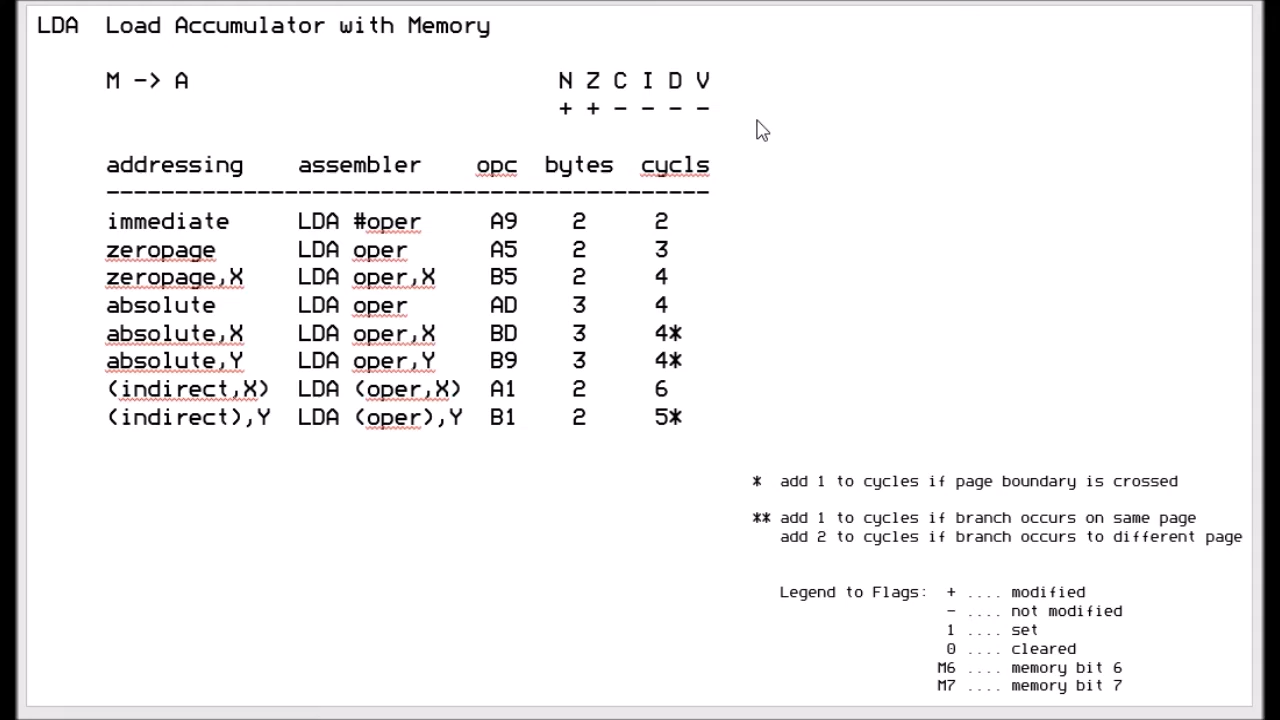 LDA  Load Accumulator with Memory
M -> A                           N Z C I D V
                                 + + - - - -
addressing    assembler    opc  bytes  cycls
--------------------------------------------
immediate     LDA #oper     A9    2     2
zeropage      LDA oper      A5    2     3
zeropage,X    LDA oper,X    B5    2     4
absolute      LDA oper      AD    3     4
absolute,X    LDA oper,X    BD    3     4*
absolute,Y    LDA oper,Y    B9    3     4*
(indirect,X)  LDA (oper,X)  A1    2     6
(indirect),Y  LDA (oper),Y  B1    2     5*
*  add 1 to cycles if page boundary is crossed
** add 1 to cycles if branch occurs on same page
   add 2 to cycles if branch occurs to different page
Legend to Flags:  + .... modified
                  - .... not modified
                  1 .... set
                  0 .... cleared
                 M6 .... memory bit 6
                 M7 .... memory bit 7